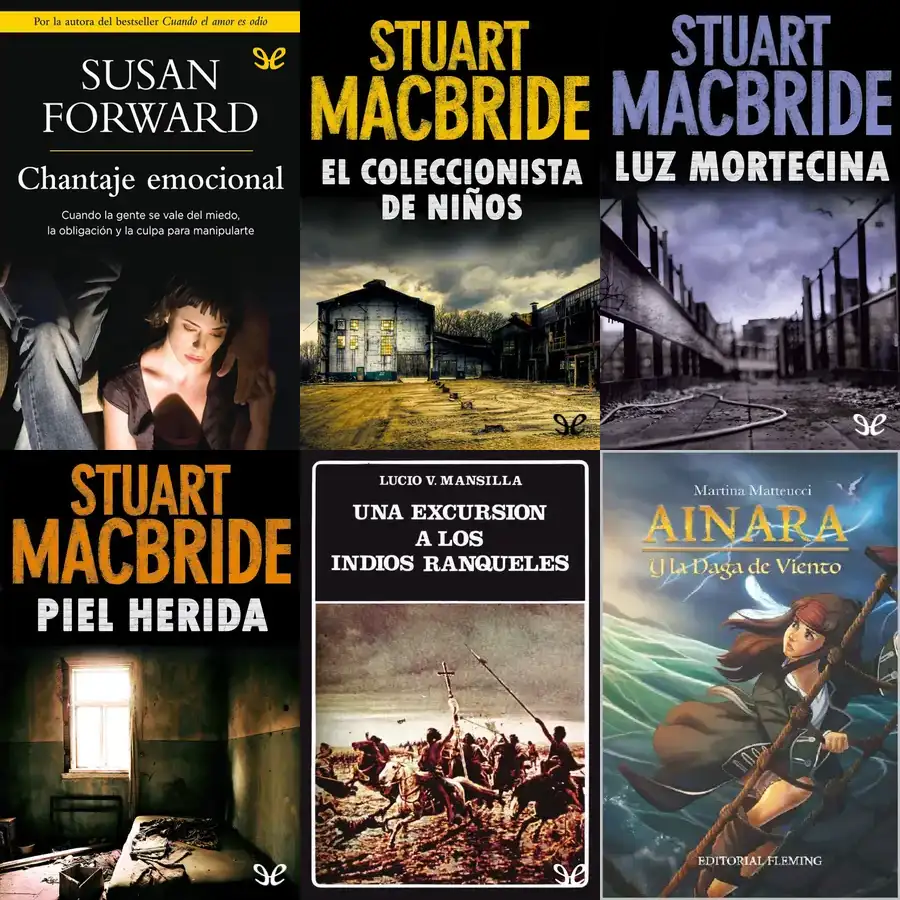 Por la autora del bestseller Cuando el amor es odio
SUSAN
FORWARD
Chantaje emocional
Cuando la gente se vale del miedo,
la obligación y la culpa para manipularte
STUART
MACBRIDE
EL COLECCIONISTA
DE NIÑOS
STUART
MACBRIDE
LUZ MORTECINA
STUART
MACBRIDE
PIEL HERIDA
LUCIO V. MANSILLA
UNA EXCURSION
A LOS
INDIOS RANQUELES
Martina Matteucci
AINARA
Y la Daga de Viento
EDITORIAL FLEMING